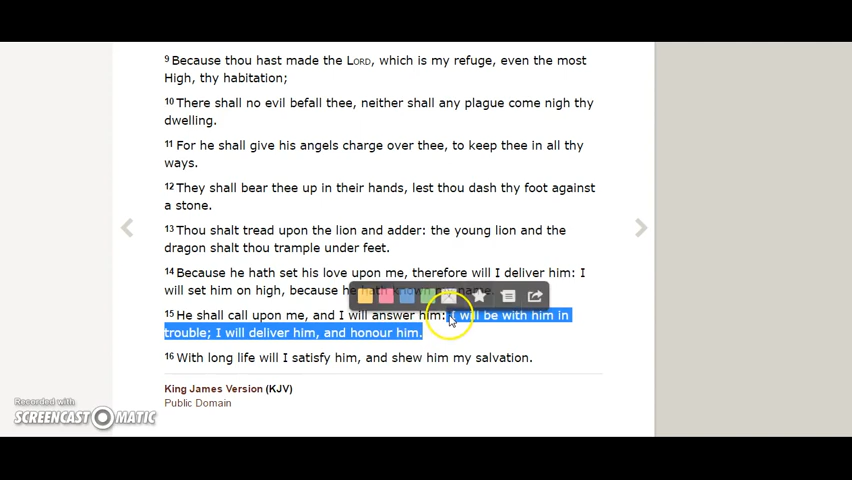 9 Because thou hast made the LORD, which is my refuge, even the most
High, thy habitation;
10 There shall no evil befall thee, neither shall any plague come nigh thy
dwelling.
11 For he shall give his angels charge over thee, to keep thee in all thy
ways.
12 They shall bear thee up in their hands, lest thou dash thy foot against
a stone.
13 Thou shalt tread upon the lion and adder: the young lion and the
dragon shalt thou trample under feet.
14 Because he hath set his love upon me, therefore will I deliver him: I
will set him on high, because he hath known my name.
15 He shall call upon me, and I will answer him: I will be with him in
trouble; I will deliver him, and honour him.
16 With long life will I satisfy him, and shew him my salvation.
King James Version (KJV)
Public Domain
Recorded with
SCREENCAST-O-MATIC